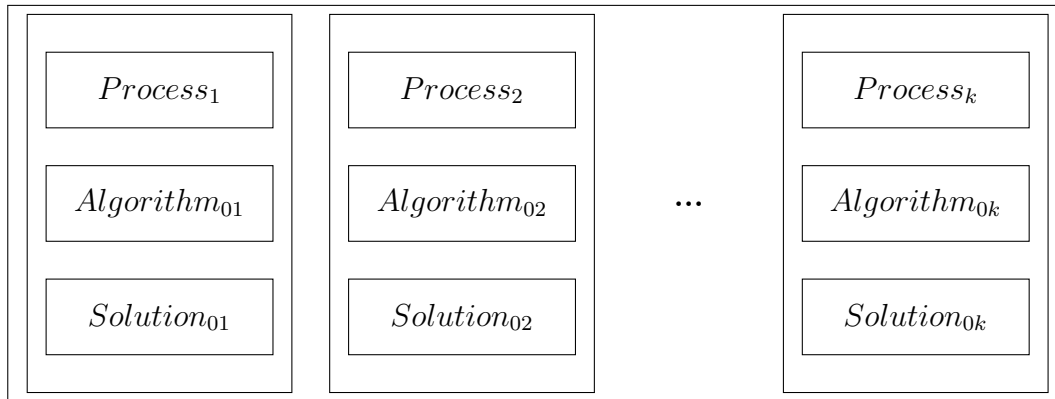 Process₁ Process₂ Processₖ
Algorithm₀₁ Algorithm₀₂ ... Algorithm₀ₖ
Solution₀₁ Solution₀₂ Solution₀ₖ